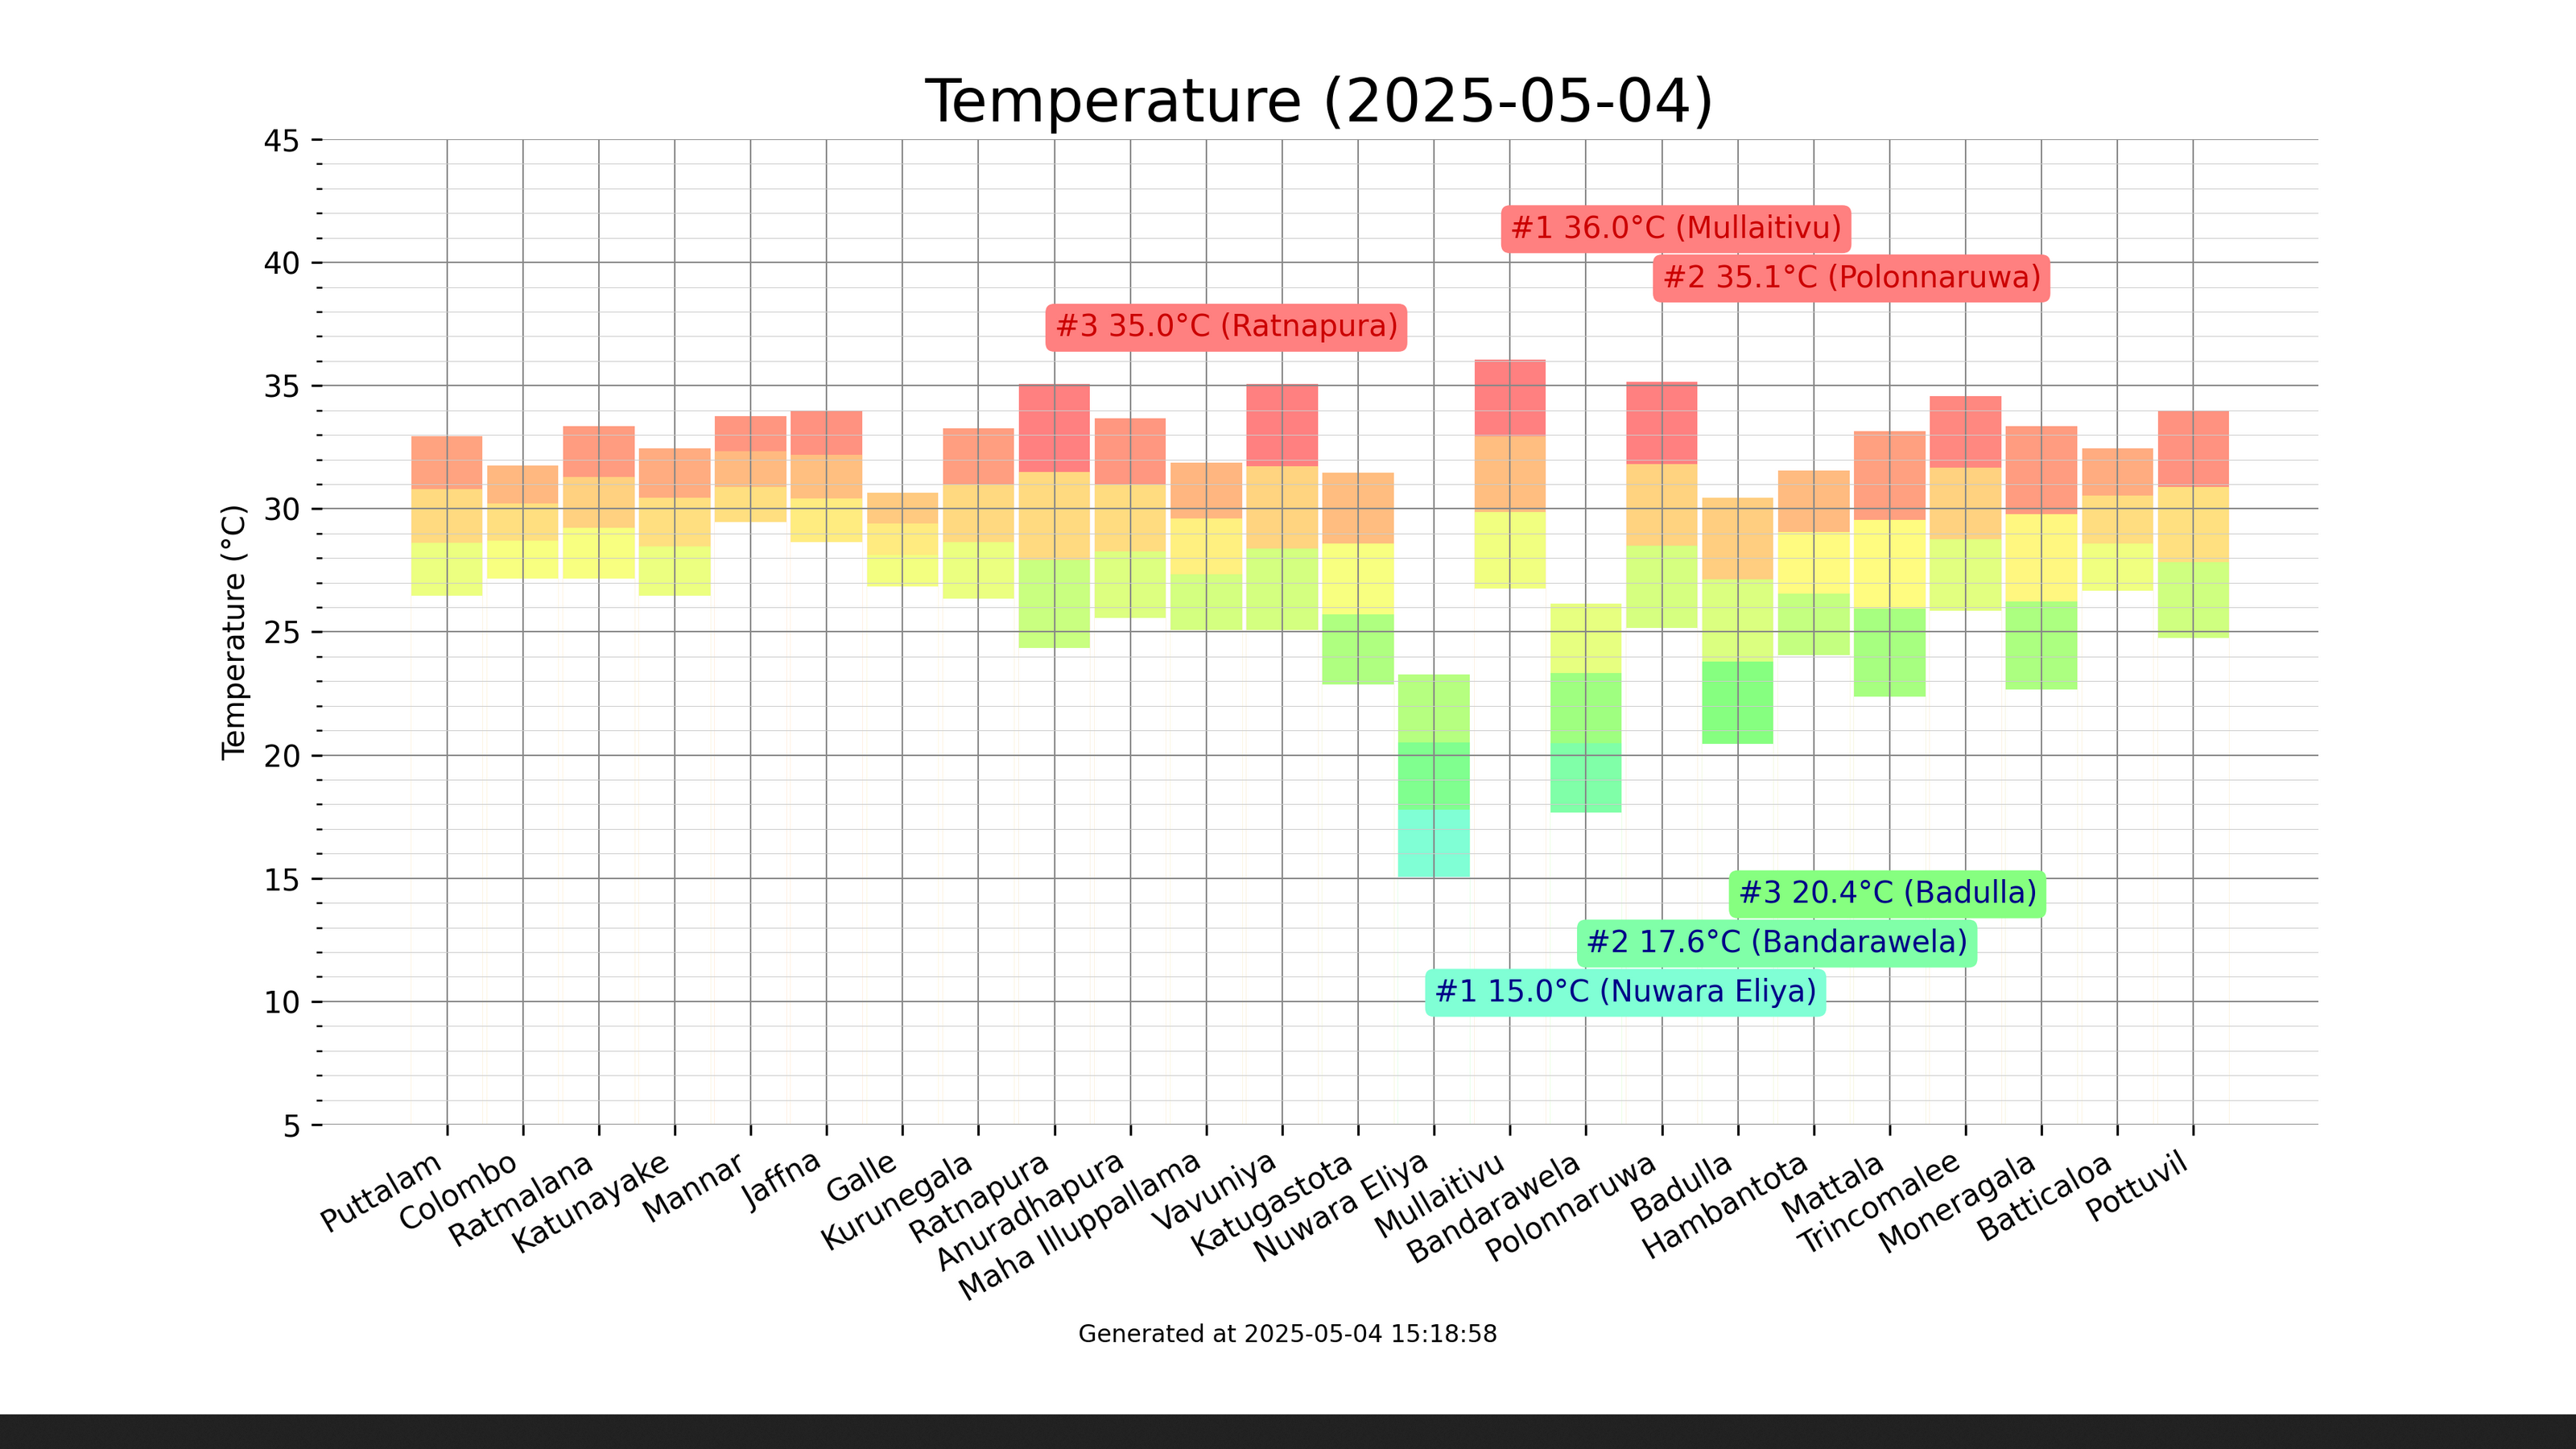 Temperature (2025-05-04)
Temperature (°C)
45
40
35
30
25
20
15
10
5
#1 36.0°C (Mullaitivu)
#2 35.1°C (Polonnaruwa)
#3 35.0°C (Ratnapura)
#3 20.4°C (Badulla)
#2 17.6°C (Bandarawela)
#1 15.0°C (Nuwara Eliya)
Puttalam
Colombo
Ratmalana
Katunayake
Mannar
Jaffna
Galle
Kurunegala
Ratnapura
Anuradhapura
Maha Illuppallama
Vavuniya
Katugastota
Nuwara Eliya
Mullaitivu
Bandarawela
Polonnaruwa
Badulla
Hambantota
Mattala
Trincomalee
Moneragala
Batticaloa
Pottuvil
Generated at 2025-05-04 15:18:58